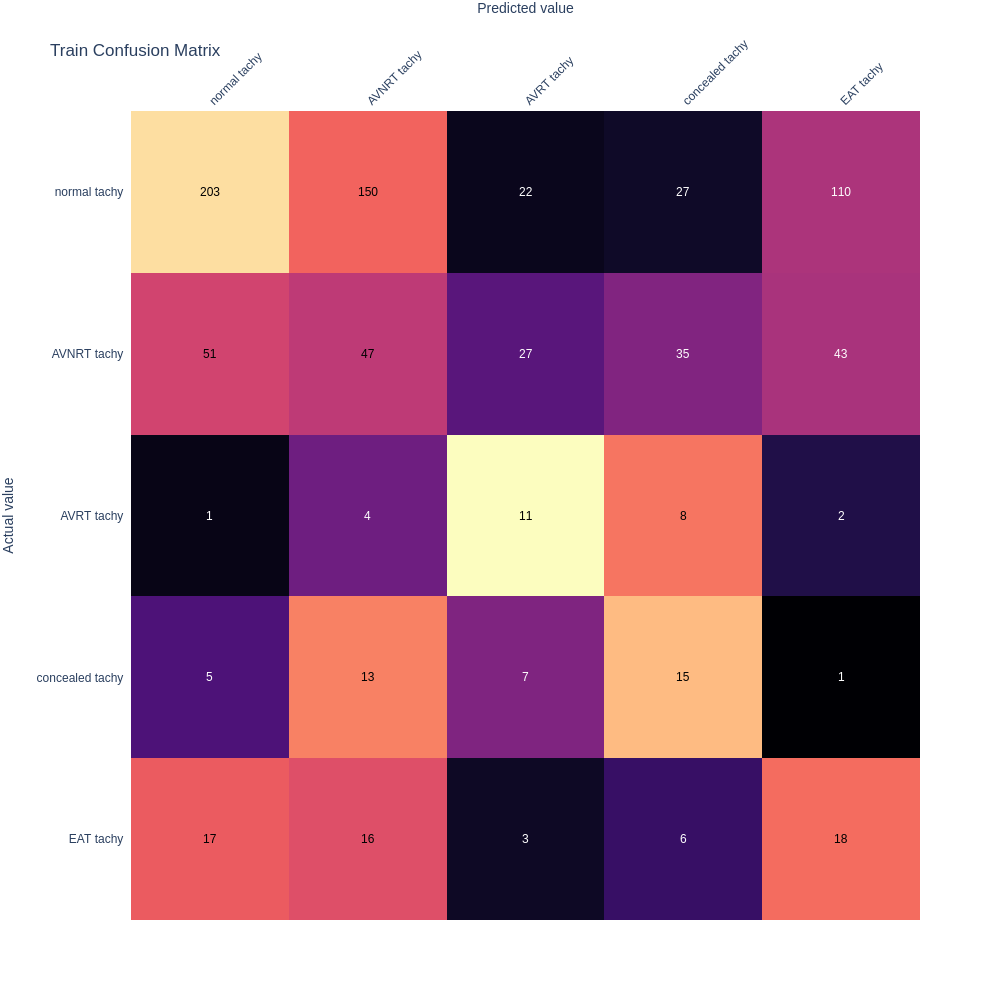 Predicted value
Train Confusion Matrix
normal tachy AVNRT tachy AVRT tachy concealed tachy EAT tachy
normal tachy 203 150 22 27 110
AVNRT tachy 51 47 27 35 43
Actual value
AVRT tachy 1 4 11 8 2
concealed tachy 5 13 7 15 1
EAT tachy 17 16 3 6 18